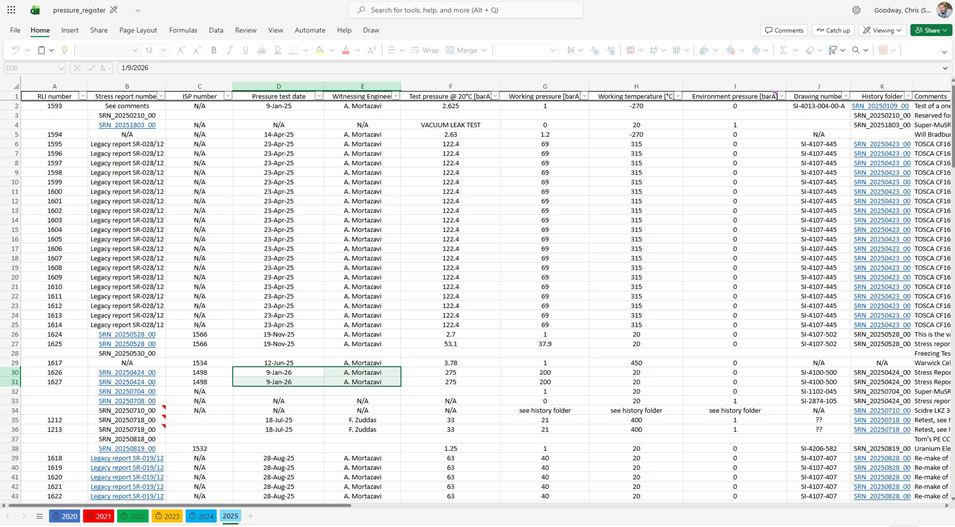 pressure_register
Search for tools, help, and more (Alt + Q)
Goodway, Chris (S...
File Home Insert Share Page Layout Formulas Data Review View Automate Help Draw
Comments Catch up Viewing Share
12 Wrap Merge
D30 1/9/2026
A B C D E F G H I J K
1 RLI number Stress report numbe ISP number Pressure test date Witnessing Enginee Test pressure @ 20°C [barA Working pressure [barA Working temperature [°C Environment pressure [barA Drawing numbe History folder Comments
2 1593 See comments N/A 9-Jan-25 A. Mortazavi 2.625 1 -270 0 SI-4013-004-00-A SRN_20250109_00 Test of a one
3 SRN_20250210_00 SRN_20250210_00 Reserved for
4 SRN_20251803_00 N/A N/A N/A VACUUM LEAK TEST 0 20 1 SRN_20251803_00 Super-MuSR
5 1594 N/A N/A 14-Apr-25 A. Mortazavi 2.63 1.2 -270 0 N/A Will Bradbur
6 1595 Legacy report SR-028/12 N/A 23-Apr-25 A. Mortazavi 122.4 69 315 0 SI-4107-445 SRN_20250423_00 TOSCA CF16
7 1596 Legacy report SR-028/12 N/A 23-Apr-25 A. Mortazavi 122.4 69 315 0 SI-4107-445 SRN_20250423_00 TOSCA CF16
8 1597 Legacy report SR-028/12 N/A 23-Apr-25 A. Mortazavi 122.4 69 315 0 SI-4107-445 SRN_20250423_00 TOSCA CF16
9 1598 Legacy report SR-028/12 N/A 23-Apr-25 A. Mortazavi 122.4 69 315 0 SI-4107-445 SRN_20250423_00 TOSCA CF16
10 1599 Legacy report SR-028/12 N/A 23-Apr-25 A. Mortazavi 122.4 69 315 0 SI-4107-445 SRN_20250423_00 TOSCA CF16
11 1600 Legacy report SR-028/12 N/A 23-Apr-25 A. Mortazavi 122.4 69 315 0 SI-4107-445 SRN_20250423_00 TOSCA CF16
12 1601 Legacy report SR-028/12 N/A 23-Apr-25 A. Mortazavi 122.4 69 315 0 SI-4107-445 SRN_20250423_00 TOSCA CF16
13 1602 Legacy report SR-028/12 N/A 23-Apr-25 A. Mortazavi 122.4 69 315 0 SI-4107-445 SRN_20250423_00 TOSCA CF16
14 1603 Legacy report SR-028/12 N/A 23-Apr-25 A. Mortazavi 122.4 69 315 0 SI-4107-445 SRN_20250423_00 TOSCA CF16
15 1604 Legacy report SR-028/12 N/A 23-Apr-25 A. Mortazavi 122.4 69 315 0 SI-4107-445 SRN_20250423_00 TOSCA CF16
16 1605 Legacy report SR-028/12 N/A 23-Apr-25 A. Mortazavi 122.4 69 315 0 SI-4107-445 SRN_20250423_00 TOSCA CF16
17 1606 Legacy report SR-028/12 N/A 23-Apr-25 A. Mortazavi 122.4 69 315 0 SI-4107-445 SRN_20250423_00 TOSCA CF16
18 1607 Legacy report SR-028/12 N/A 23-Apr-25 A. Mortazavi 122.4 69 315 0 SI-4107-445 SRN_20250423_00 TOSCA CF16
19 1608 Legacy report SR-028/12 N/A 23-Apr-25 A. Mortazavi 122.4 69 315 0 SI-4107-445 SRN_20250423_00 TOSCA CF16
20 1609 Legacy report SR-028/12 N/A 23-Apr-25 A. Mortazavi 122.4 69 315 0 SI-4107-445 SRN_20250423_00 TOSCA CF16
21 1610 Legacy report SR-028/12 N/A 23-Apr-25 A. Mortazavi 122.4 69 315 0 SI-4107-445 SRN_20250423_00 TOSCA CF16
22 1611 Legacy report SR-028/12 N/A 23-Apr-25 A. Mortazavi 122.4 69 315 0 SI-4107-445 SRN_20250423_00 TOSCA CF16
23 1612 Legacy report SR-028/12 N/A 23-Apr-25 A. Mortazavi 122.4 69 315 0 SI-4107-445 SRN_20250423_00 TOSCA CF16
24 1613 Legacy report SR-028/12 N/A 23-Apr-25 A. Mortazavi 122.4 69 315 0 SI-4107-445 SRN_20250423_00 TOSCA CF16
25 1614 Legacy report SR-028/12 N/A 23-Apr-25 A. Mortazavi 122.4 69 315 0 SI-4107-445 SRN_20250423_00 TOSCA CF16
26 1624 SRN_20250528_00 1566 19-Nov-25 A. Mortazavi 2.7 1 20 0 SI-4107-502 SRN_20250528_00 This is the va
27 1625 SRN_20250528_00 1566 19-Nov-25 A. Mortazavi 53.1 37.9 20 0 SI-4107-502 SRN_20250528_00 Stress report
28 SRN_20250530_00 Freezing Test
29 1617 N/A 1534 12-Jun-25 A. Mortazavi 3.78 1 450 0 N/A N/A Warwick Cell
30 1626 SRN_20250424_00 1498 9-Jan-26 A. Mortazavi 275 200 20 0 SI-4100-500 SRN_20250424_00 Stress Repor
31 1627 SRN_20250424_00 1498 9-Jan-26 A. Mortazavi 275 200 20 0 SI-4100-500 SRN_20250424_00 Stress Repor
32 SRN_20250704_00 N/A 1 20 0 SI-1102-045 SRN_20250704_00 Super-MuSR
33 SRN_20250708_00 N/A N/A N/A N/A 0 20 1 SI-2874-105 SRN_20250708_00 Stress report
34 SRN_20250710_00 N/A N/A N/A N/A see history folder see history folder see history folder N/A SRN_20250710_00 Scidre LKZ 30
35 1212 SRN_20250718_00 N/A 18-Jul-25 F. Zuddas 33 21 400 1 ?? SRN_20250718_00 Retest, see h
36 1213 SRN_20250718_00 N/A 18-Jul-25 F. Zuddas 33 21 400 1 ?? SRN_20250718_00 Retest, see h
37 SRN_20250818_00 Tom's PE CC
38 SRN_20250819_00 1532 1.25 1 20 0 SI-4206-582 SRN_20250819_00 Uranium Ele
39 1618 Legacy report SR-019/12 N/A 28-Aug-25 A. Mortazavi 63 40 20 0 SI-4107-407 SRN_20250828_00 Re-make of s
40 1619 Legacy report SR-019/12 N/A 28-Aug-25 A. Mortazavi 63 40 20 0 SI-4107-407 SRN_20250828_00 Re-make of s
41 1620 Legacy report SR-019/12 N/A 28-Aug-25 A. Mortazavi 63 40 20 0 SI-4107-407 SRN_20250828_00 Re-make of s
42 1621 Legacy report SR-019/12 N/A 28-Aug-25 A. Mortazavi 63 40 20 0 SI-4107-407 SRN_20250828_00 Re-make of s
43 1622 Legacy report SR-019/12 N/A 28-Aug-25 A. Mortazavi 63 40 20 0 SI-4107-407 SRN_20250828_00 Re-make of s
2020 2021 2022 2023 2024 2025